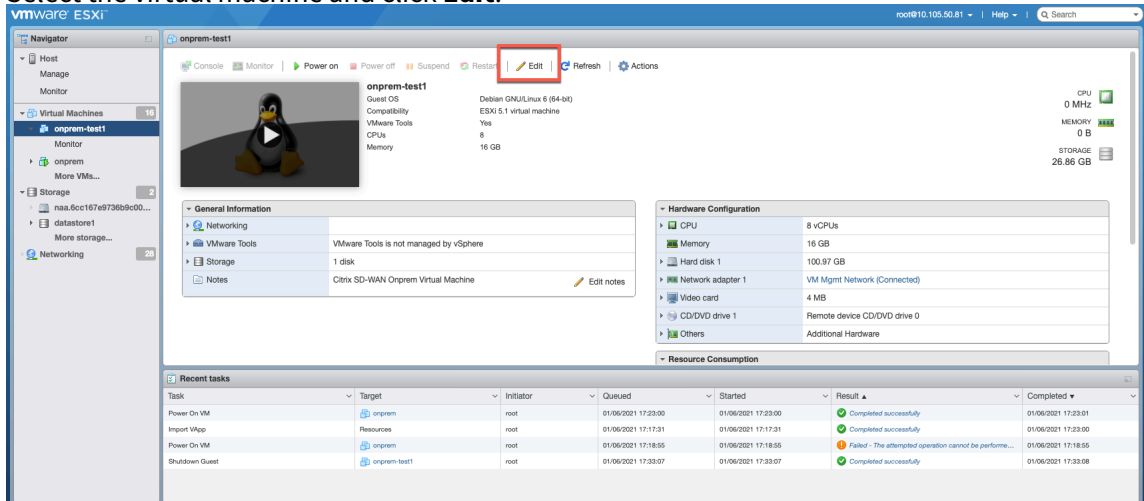 Select the virtual machine and click Edit.
vmware ESXi™
root@10.105.50.81 | Help | Search
Navigator
onprem-test1
Host
Manage
Monitor
Virtual Machines 16
onprem-test1
Monitor
onprem
More VMs...
Storage 2
naa.6cc167e9736b9c00...
datastore1
More storage...
Networking 28
Console Monitor | Power on Power off Suspend Restart | Edit | Refresh | Actions
onprem-test1
Guest OS Debian GNU/Linux 6 (64-bit)
Compatibility ESXi 5.1 virtual machine
VMware Tools Yes
CPUs 8
Memory 16 GB
CPU
0 MHz
MEMORY
0 B
STORAGE
26.86 GB
General Information
Networking
VMware Tools VMware Tools is not managed by vSphere
Storage 1 disk
Notes Citrix SD-WAN Onprem Virtual Machine Edit notes
Hardware Configuration
CPU 8 vCPUs
Memory 16 GB
Hard disk 1 100.97 GB
Network adapter 1 VM Mgmt Network (Connected)
Video card 4 MB
CD/DVD drive 1 Remote device CD/DVD drive 0
Others Additional Hardware
Resource Consumption
Recent tasks
Task Target Initiator Queued Started Result Completed
Power On VM onprem root 01/06/2021 17:23:00 01/06/2021 17:23:00 Completed successfully 01/06/2021 17:23:01
Import VApp Resources root 01/06/2021 17:17:31 01/06/2021 17:17:31 Completed successfully 01/06/2021 17:23:00
Power On VM onprem root 01/06/2021 17:18:55 01/06/2021 17:18:55 Failed - The attempted operation cannot be performe... 01/06/2021 17:18:55
Shutdown Guest onprem-test1 root 01/06/2021 17:33:07 01/06/2021 17:33:07 Completed successfully 01/06/2021 17:33:08